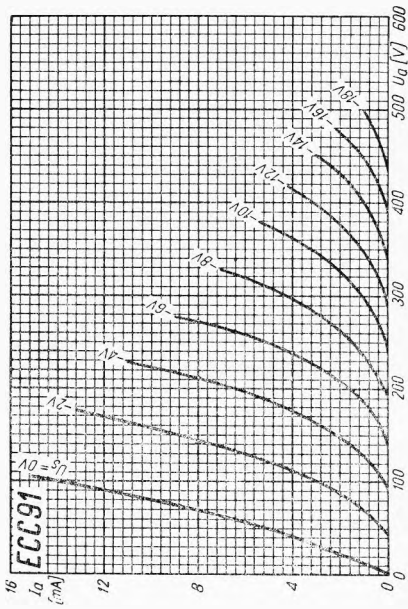 ECC91
Ia
[mA]
16
12
8
4
0
Ug = 0V
-2V
-4V
-6V
-8V
-10V
-12V
-14V
-16V
-18V
0
100
200
300
400
500
600
Ua [V]